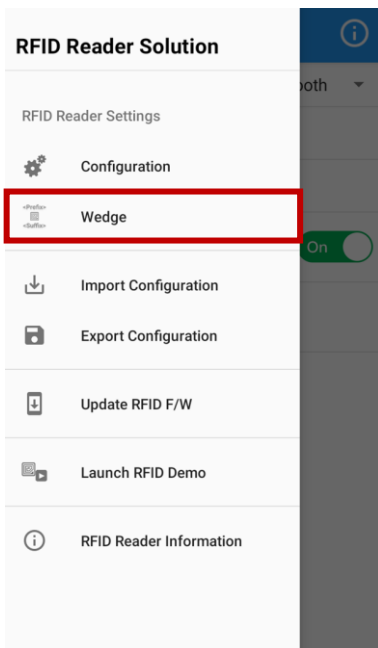 RFID Reader Solution
ooth
RFID Reader Settings
Configuration
<Prefix>
<Suffix>
Wedge
On
Import Configuration
Export Configuration
Update RFID F/W
Launch RFID Demo
RFID Reader Information